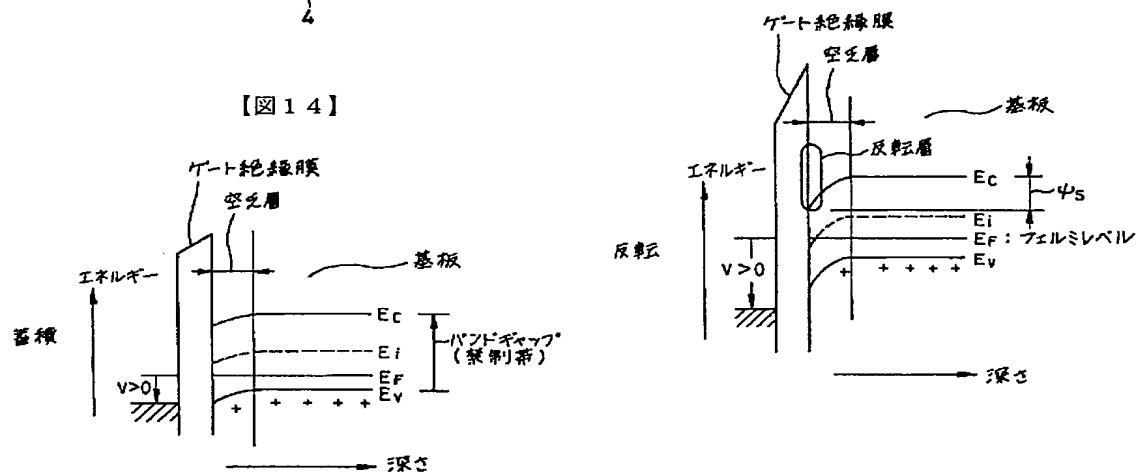 4
【図14】
ゲート絶縁膜
空乏層
エネルギー
基板
蓄積
Ec
Ei
EF
Ev
バンドギャップ
(禁制帯)
V>0
+ + + + +
深さ
ゲート絶縁膜
空乏層
基板
反転層
エネルギー
Ec
ψs
Ei
EF:フェルミレベル
Ev
反転
V>0
+ + + + +
深さ